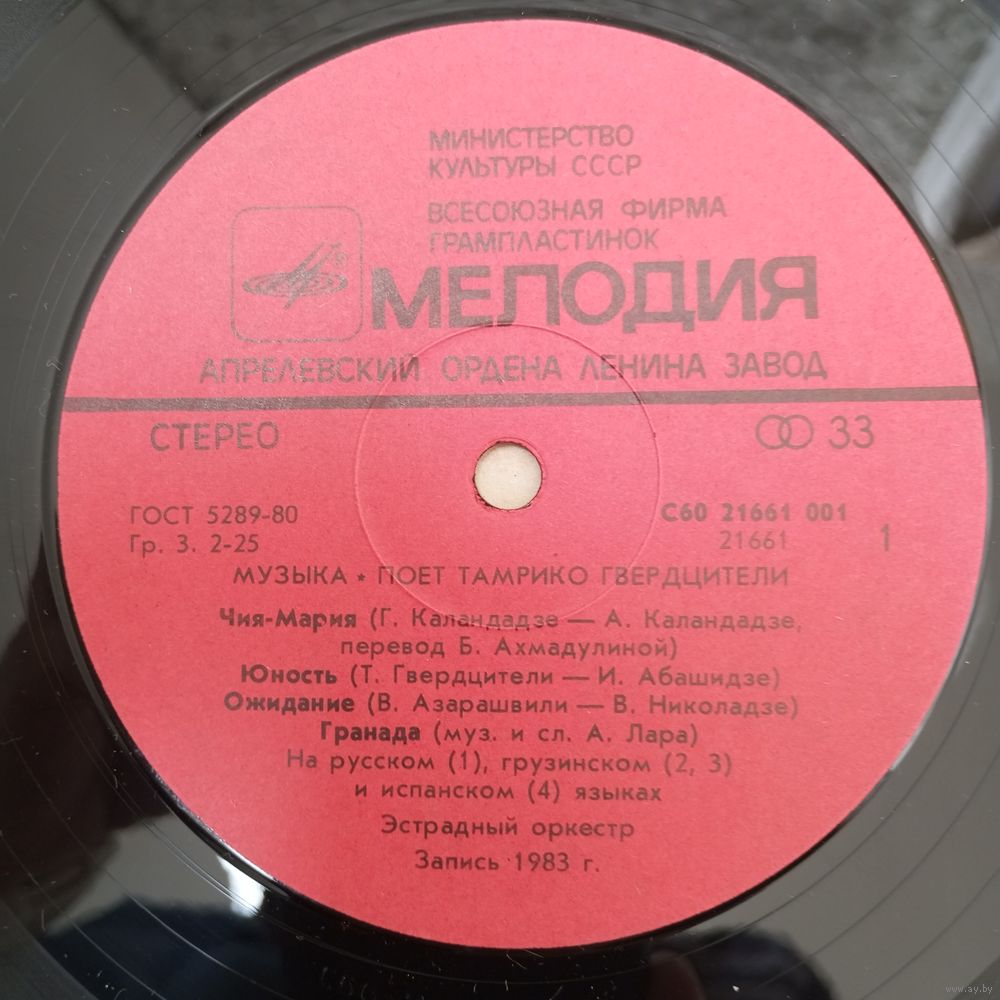 МИНИСТЕРСТВО
КУЛЬТУРЫ СССР
ВСЕСОЮЗНАЯ ФИРМА
ГРАМПЛАСТИНОК
МЕЛОДИЯ
АПРЕЛЕВСКИЙ ОРДЕНА ЛЕНИНА ЗАВОД
СТЕРЕО 33
ГОСТ 5289-80 С60 21661 001
Гр. 3. 2-25 21661 1
МУЗЫКА ★ ПОЕТ ТАМРИКО ГВЕРДЦИТЕЛИ
Чия-Мария (Г. Каландадзе — А. Каландадзе,
перевод Б. Ахмадулиной)
Юность (Т. Гвердцители — И. Абашидзе)
Ожидание (В. Азарашвили — В. Николадзе)
Гранада (муз. и сл. А. Лара)
На русском (1), грузинском (2, 3)
и испанском (4) языках
Эстрадный оркестр
Запись 1983 г.
www.ay.by